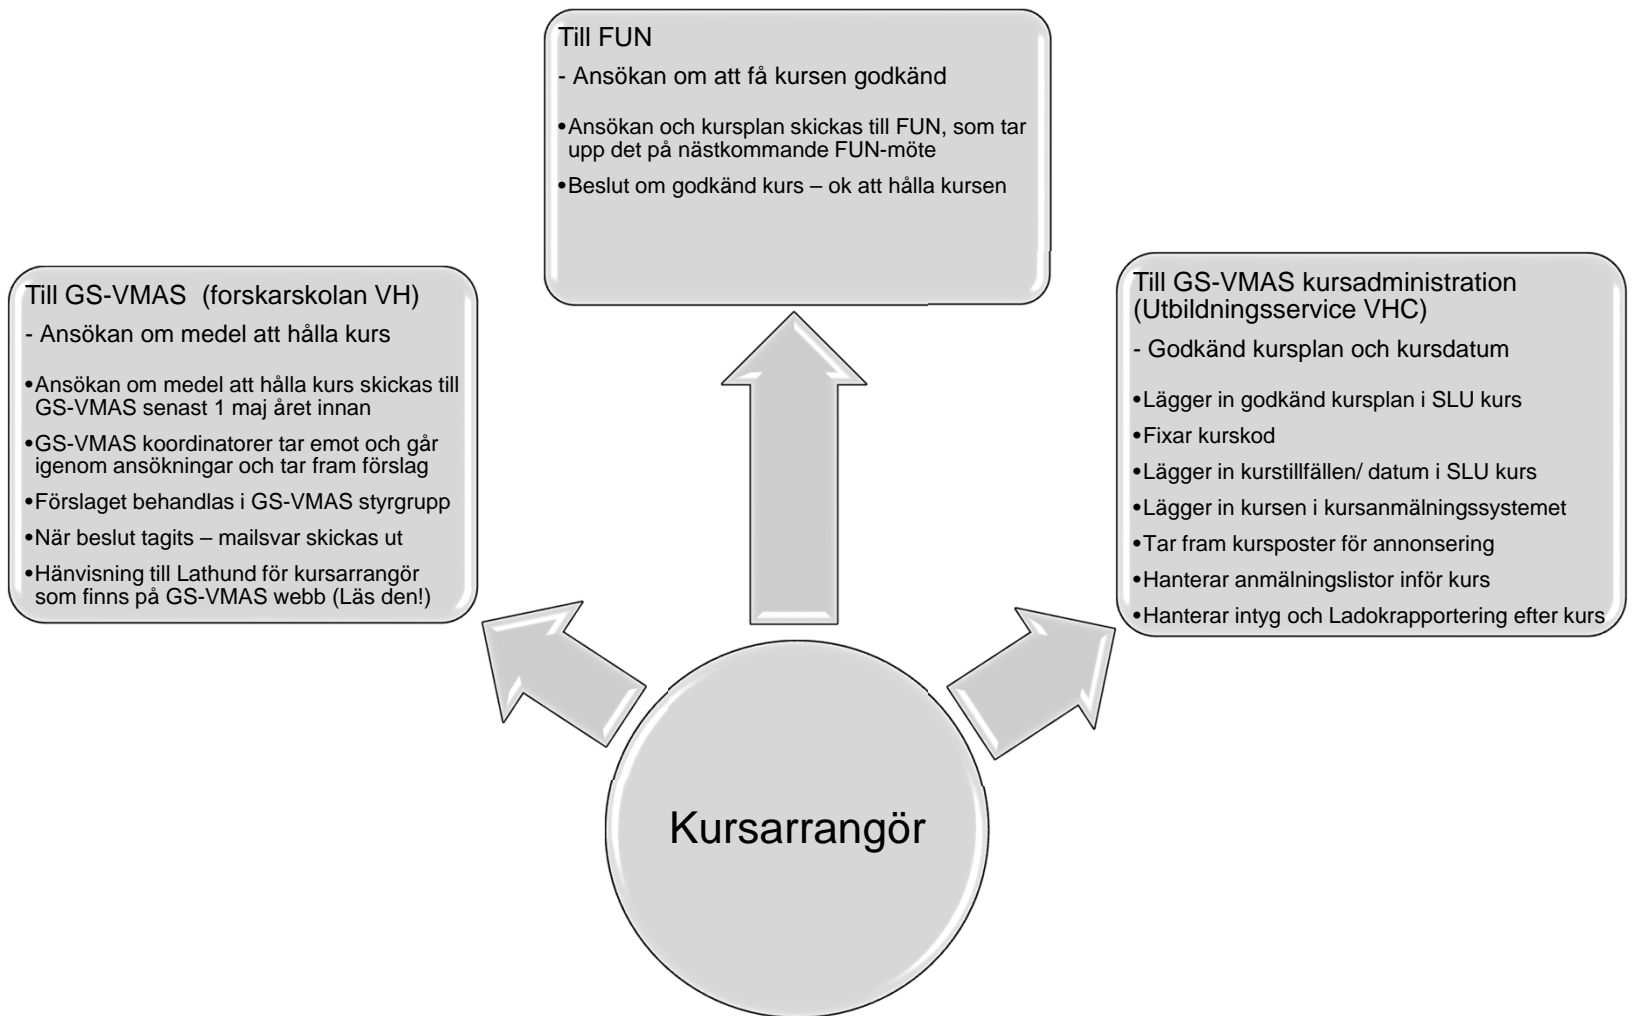 Till FUN
- Ansökan om att få kursen godkänd
•Ansökan och kursplan skickas till FUN, som tar
upp det på nästkommande FUN-möte
•Beslut om godkänd kurs – ok att hålla kursen
Till GS-VMAS (forskarskolan VH)
- Ansökan om medel att hålla kurs
•Ansökan om medel att hålla kurs skickas till
GS-VMAS senast 1 maj året innan
•GS-VMAS koordinatorer tar emot och går
igenom ansökningar och tar fram förslag
•Förslaget behandlas i GS-VMAS styrgrupp
•När beslut tagits – mailsvar skickas ut
•Hänvisning till Lathund för kursarrangör
som finns på GS-VMAS webb (Läs den!)
Till GS-VMAS kursadministration
(Utbildningsservice VHC)
- Godkänd kursplan och kursdatum
•Lägger in godkänd kursplan i SLU kurs
•Fixar kurskod
•Lägger in kurstillfällen/ datum i SLU kurs
•Lägger in kursen i kursanmälningssystemet
•Tar fram kursposter för annonsering
•Hanterar anmälningslistor inför kurs
•Hanterar intyg och Ladokrapportering efter kurs
Kursarrangör